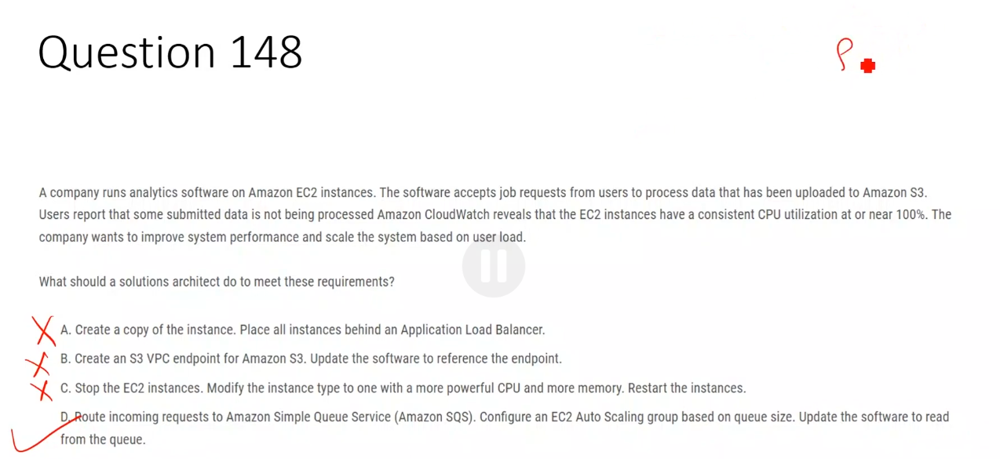 Question 148
A company runs analytics software on Amazon EC2 instances. The software accepts job requests from users to process data that has been uploaded to Amazon S3.
Users report that some submitted data is not being processed Amazon CloudWatch reveals that the EC2 instances have a consistent CPU utilization at or near 100%. The
company wants to improve system performance and scale the system based on user load.
What should a solutions architect do to meet these requirements?
A. Create a copy of the instance. Place all instances behind an Application Load Balancer.
B. Create an S3 VPC endpoint for Amazon S3. Update the software to reference the endpoint.
C. Stop the EC2 instances. Modify the instance type to one with a more powerful CPU and more memory. Restart the instances.
D. Route incoming requests to Amazon Simple Queue Service (Amazon SQS). Configure an EC2 Auto Scaling group based on queue size. Update the software to read
from the queue.